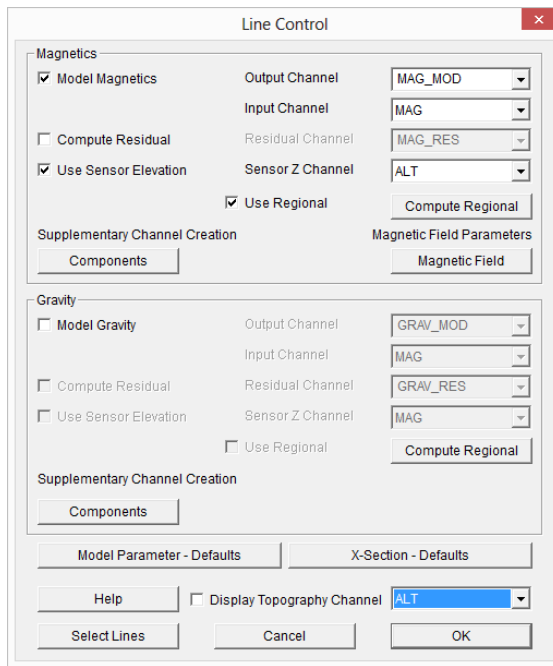 Line Control
Magnetics
Model Magnetics Output Channel MAG_MOD
Input Channel MAG
Compute Residual Residual Channel MAG_RES
Use Sensor Elevation Sensor Z Channel ALT
Use Regional Compute Regional
Supplementary Channel Creation Magnetic Field Parameters
Components Magnetic Field
Gravity
Model Gravity Output Channel GRAV_MOD
Input Channel MAG
Compute Residual Residual Channel GRAV_RES
Use Sensor Elevation Sensor Z Channel MAG
Use Regional Compute Regional
Supplementary Channel Creation
Components
Model Parameter - Defaults X-Section - Defaults
Help Display Topography Channel ALT
Select Lines Cancel OK